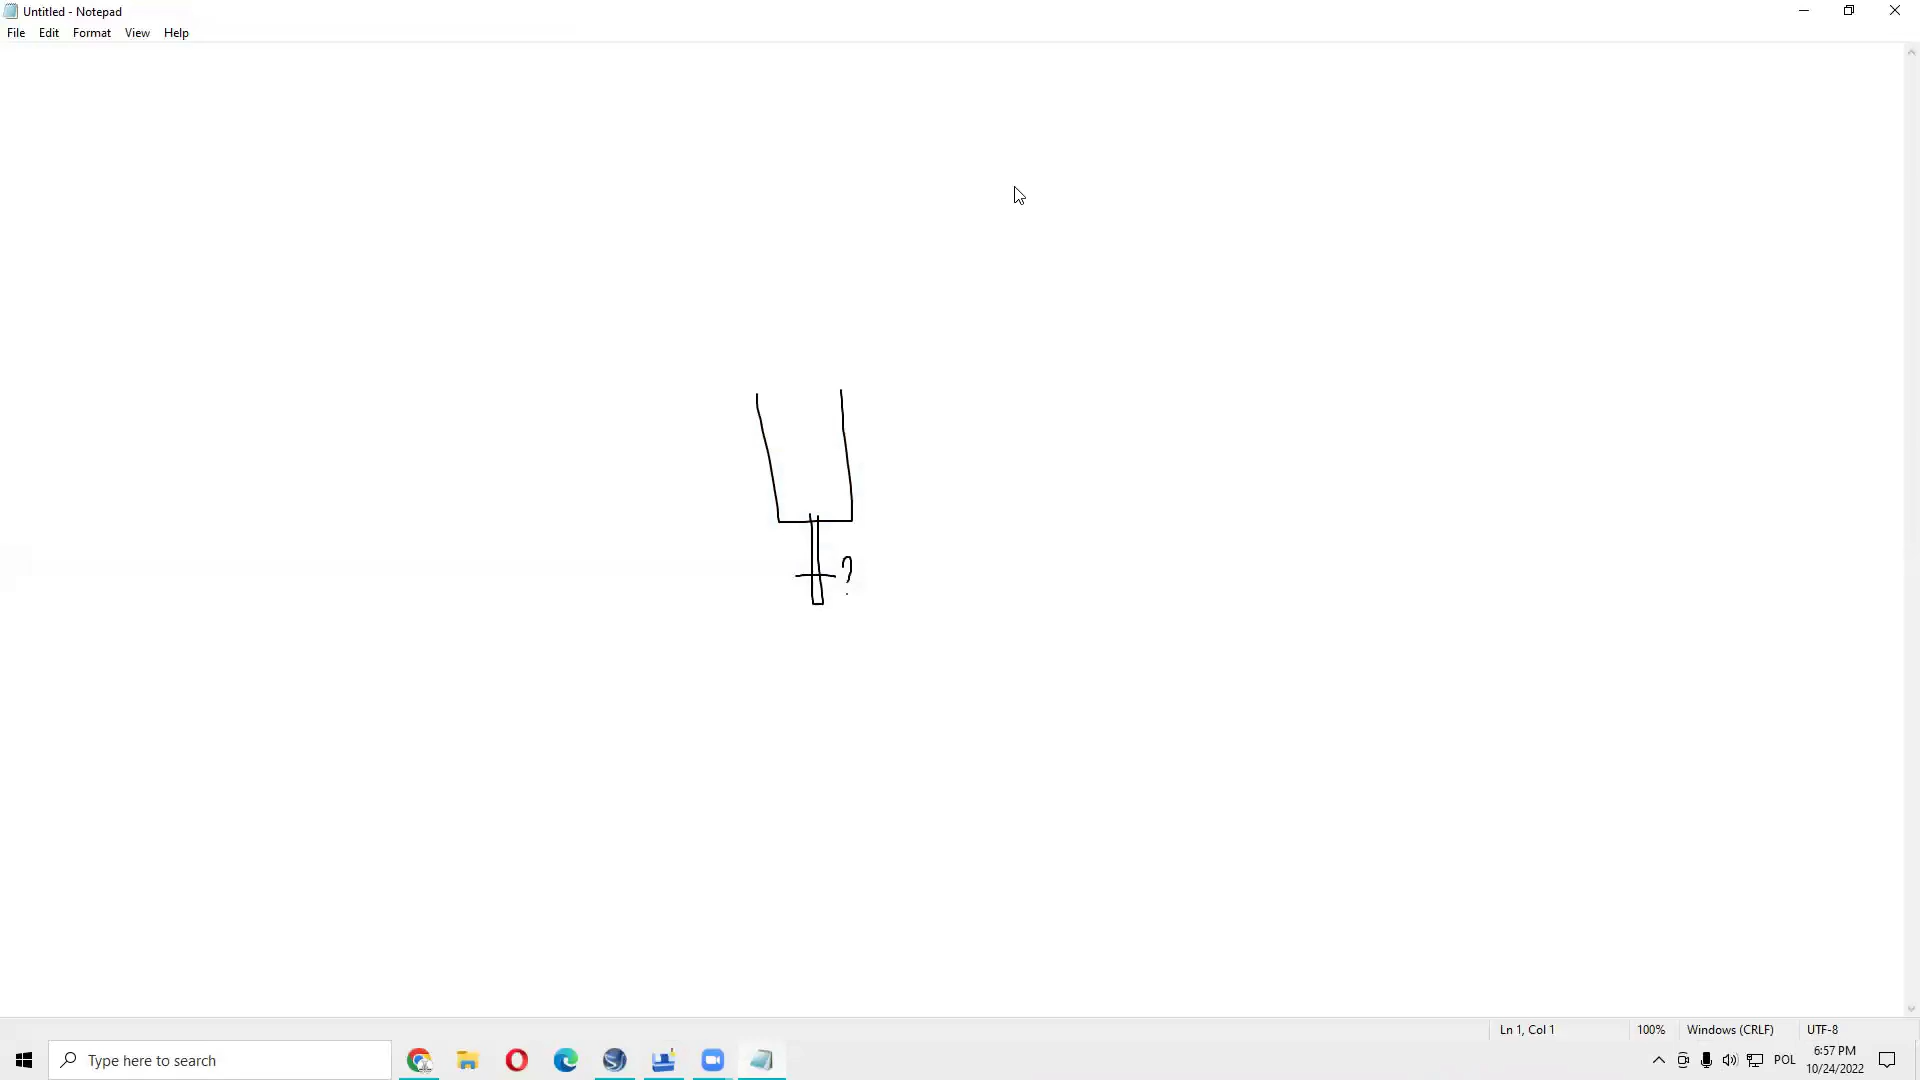 Untitled - Notepad
File Edit Format View Help
?
Ln 1, Col 1 100% Windows (CRLF) UTF-8
Type here to search
POL
6:57 PM
10/24/2022